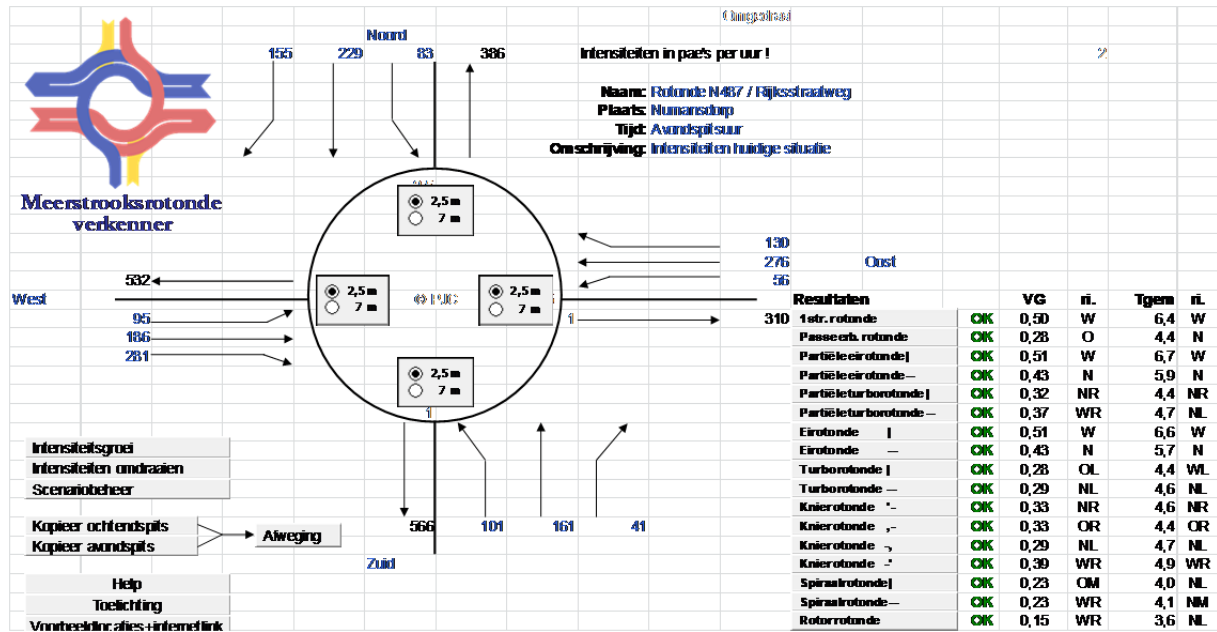 Omgekeerd
Noord
155 229 83 386 Intensiteiten in pae's per uur !
Naam: Rotonde N487 / Rijksstraatweg
Plaats: Numansdorp
Tijd: Avondspitsuur
Omschrijving: Intensiteiten huidige situatie
Meerstrooksrotonde
verkenner
2,5 m
7 m
130
276 Oost
56
532
West
2,5 m
7 m
2,5 m
7 m
95
186
281
1
310
2,5 m
7 m
1
Resultaten VG ri. Tgem ri.
1 str. rotonde OK 0,50 W 6,4 W
Passeerb. rotonde OK 0,28 O 4,4 N
Partiële eirotonde | OK 0,51 W 6,7 W
Partiële eirotonde — OK 0,43 N 5,9 N
Partiële turborotonde | OK 0,32 NR 4,4 NR
Partiële turborotonde — OK 0,37 WR 4,7 NL
Eirotonde | OK 0,51 W 6,6 W
Eirotonde — OK 0,43 N 5,7 N
Turborotonde | OK 0,28 OL 4,4 WL
Turborotonde — OK 0,29 NL 4,6 NL
Knierotonde '- OK 0,33 NR 4,6 NR
Knierotonde ,- OK 0,33 OR 4,4 OR
Knierotonde -, OK 0,29 NL 4,7 NL
Knierotonde -' OK 0,39 WR 4,9 WR
Spiraalrotonde | OK 0,23 OM 4,0 NL
Spiraalrotonde — OK 0,23 WR 4,1 NM
Rotorrotonde OK 0,15 WR 3,6 NL
Intensiteitsgroei
Intensiteiten omdraaien
Scenariobeheer
Kopieer ochtendspits
Kopieer avondspits
Afweging
566 101 161 41
Zuid
Help
Toelichting
Voorbeeldlocaties+internetlink